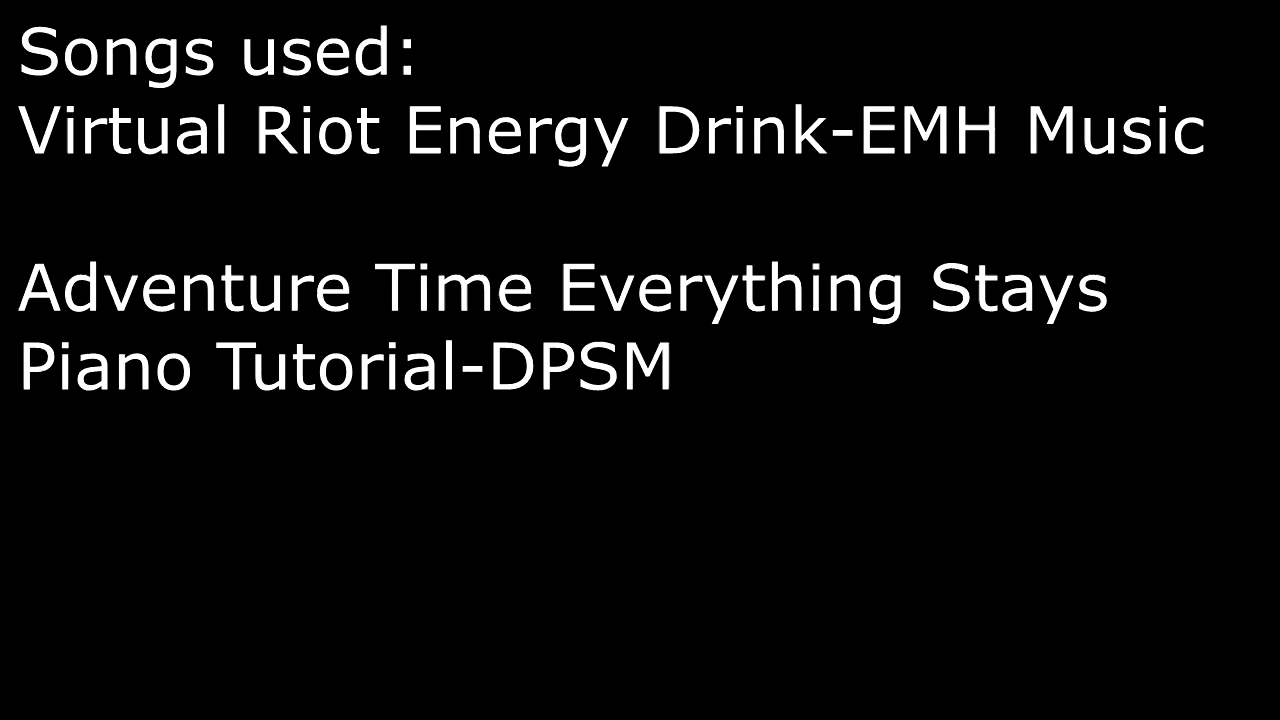 Songs used:
Virtual Riot Energy Drink-EMH Music
Adventure Time Everything Stays
Piano Tutorial-DPSM